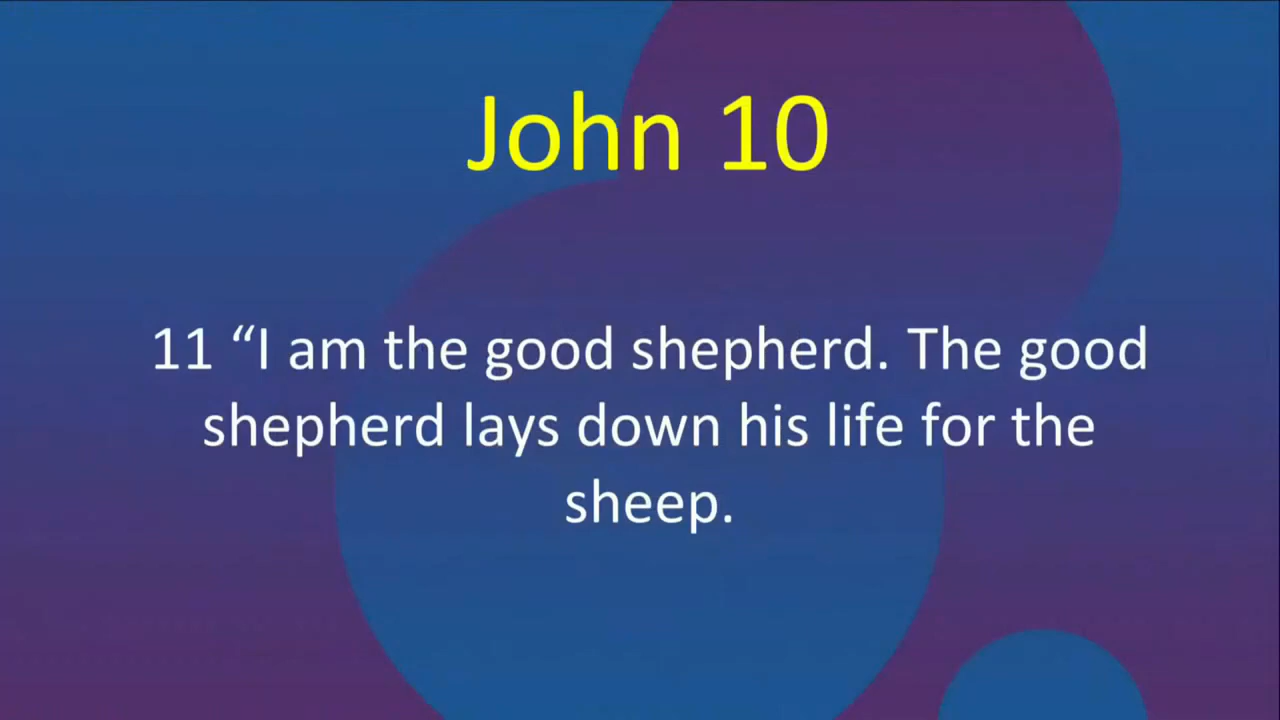 John 10
11 “I am the good shepherd. The good
shepherd lays down his life for the
sheep.